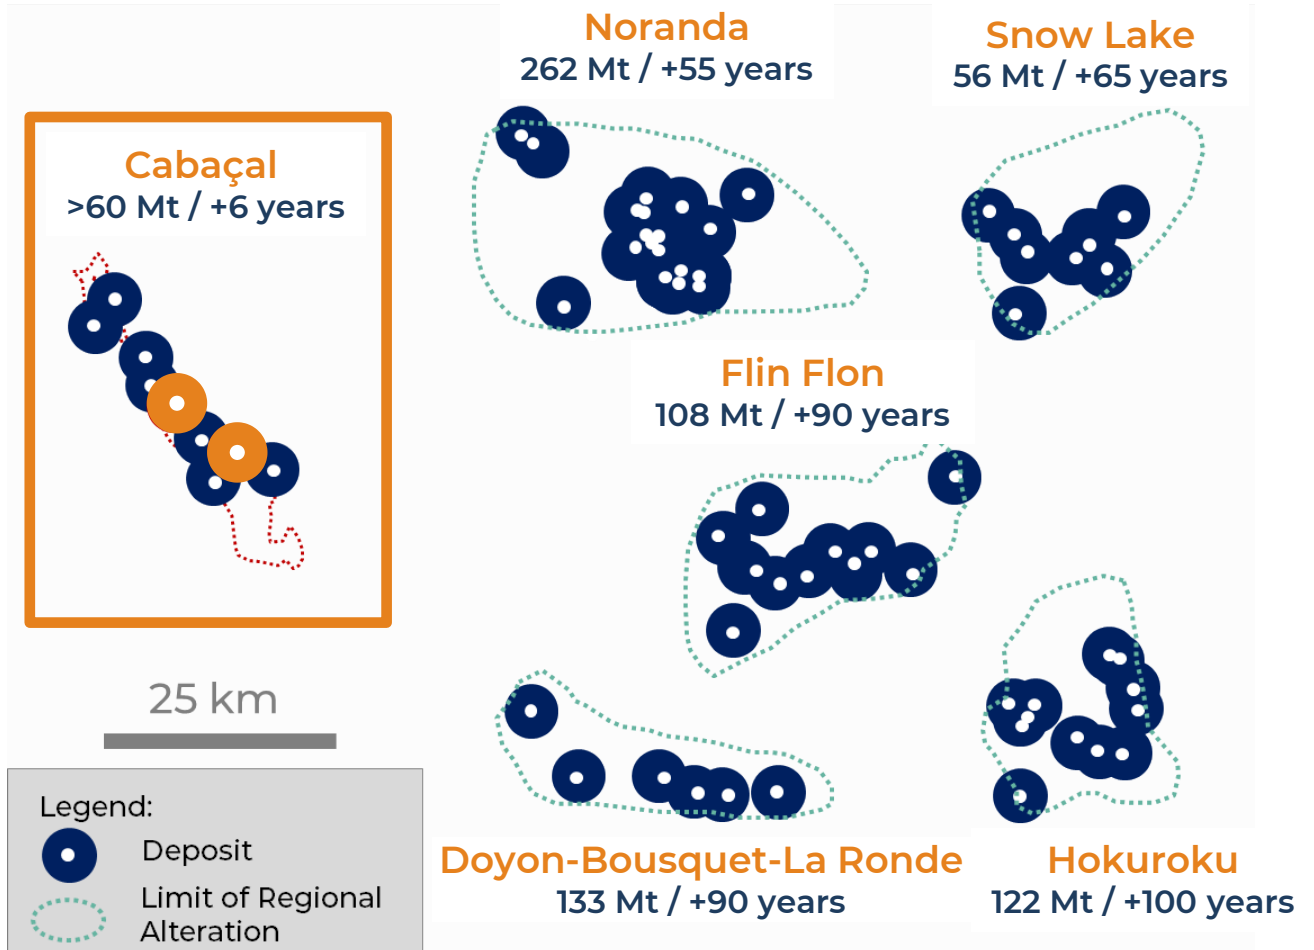 Noranda
262 Mt / +55 years
Snow Lake
56 Mt / +65 years
Cabaçal
>60 Mt / +6 years
Flin Flon
108 Mt / +90 years
25 km
Legend:
Deposit
Limit of Regional
Alteration
Doyon-Bousquet-La Ronde
133 Mt / +90 years
Hokuroku
122 Mt / +100 years